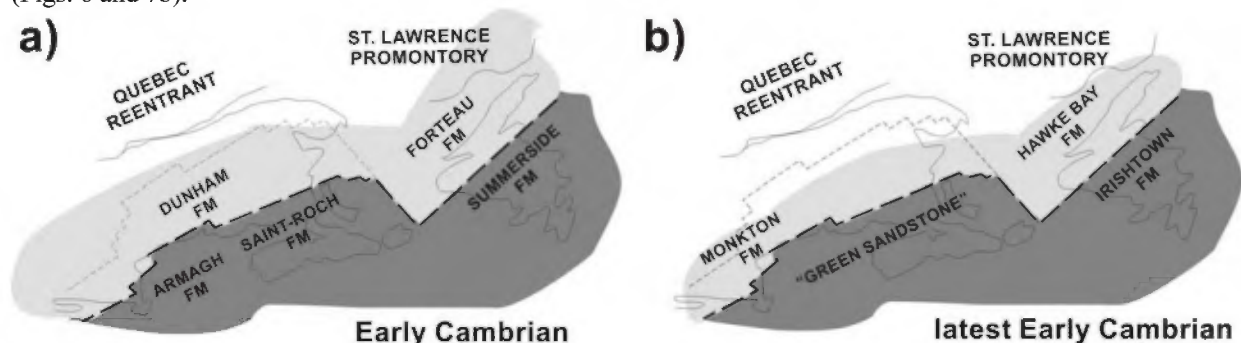 (Figs. 6 and 7b).
a)
ST. LAWRENCE
PROMONTORY
QUEBEC
REENTRANT
FORTEAU
FM
SUMMERSIDE
FM
DUNHAM
FM
SAINT-ROCH
FM
ARMAGH
FM
Early Cambrian
b)
ST. LAWRENCE
PROMONTORY
QUEBEC
REENTRANT
HAWKE BAY
FM
IRISHTOWN
FM
MONKTON
FM
"GREEN SANDSTONE"
latest Early Cambrian